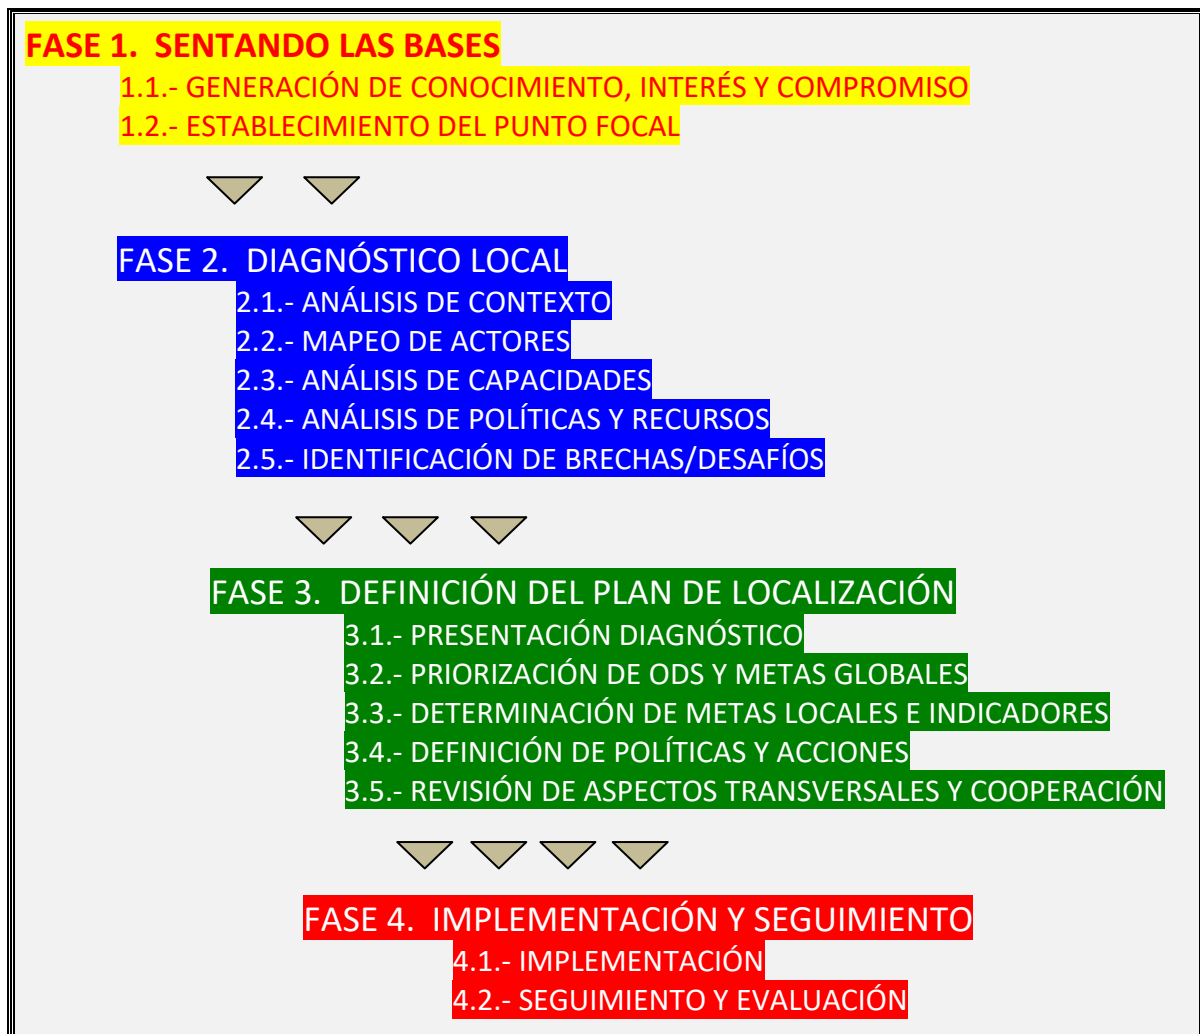 FASE 1.  SENTANDO LAS BASES
1.1.- GENERACIÓN DE CONOCIMIENTO, INTERÉS Y COMPROMISO
1.2.- ESTABLECIMIENTO DEL PUNTO FOCAL
FASE 2.  DIAGNÓSTICO LOCAL
2.1.- ANÁLISIS DE CONTEXTO
2.2.- MAPEO DE ACTORES
2.3.- ANÁLISIS DE CAPACIDADES
2.4.- ANÁLISIS DE POLÍTICAS Y RECURSOS
2.5.- IDENTIFICACIÓN DE BRECHAS/DESAFÍOS
FASE 3.  DEFINICIÓN DEL PLAN DE LOCALIZACIÓN
3.1.- PRESENTACIÓN DIAGNÓSTICO
3.2.- PRIORIZACIÓN DE ODS Y METAS GLOBALES
3.3.- DETERMINACIÓN DE METAS LOCALES E INDICADORES
3.4.- DEFINICIÓN DE POLÍTICAS Y ACCIONES
3.5.- REVISIÓN DE ASPECTOS TRANSVERSALES Y COOPERACIÓN
FASE 4.  IMPLEMENTACIÓN Y SEGUIMIENTO
4.1.- IMPLEMENTACIÓN
4.2.- SEGUIMIENTO Y EVALUACIÓN